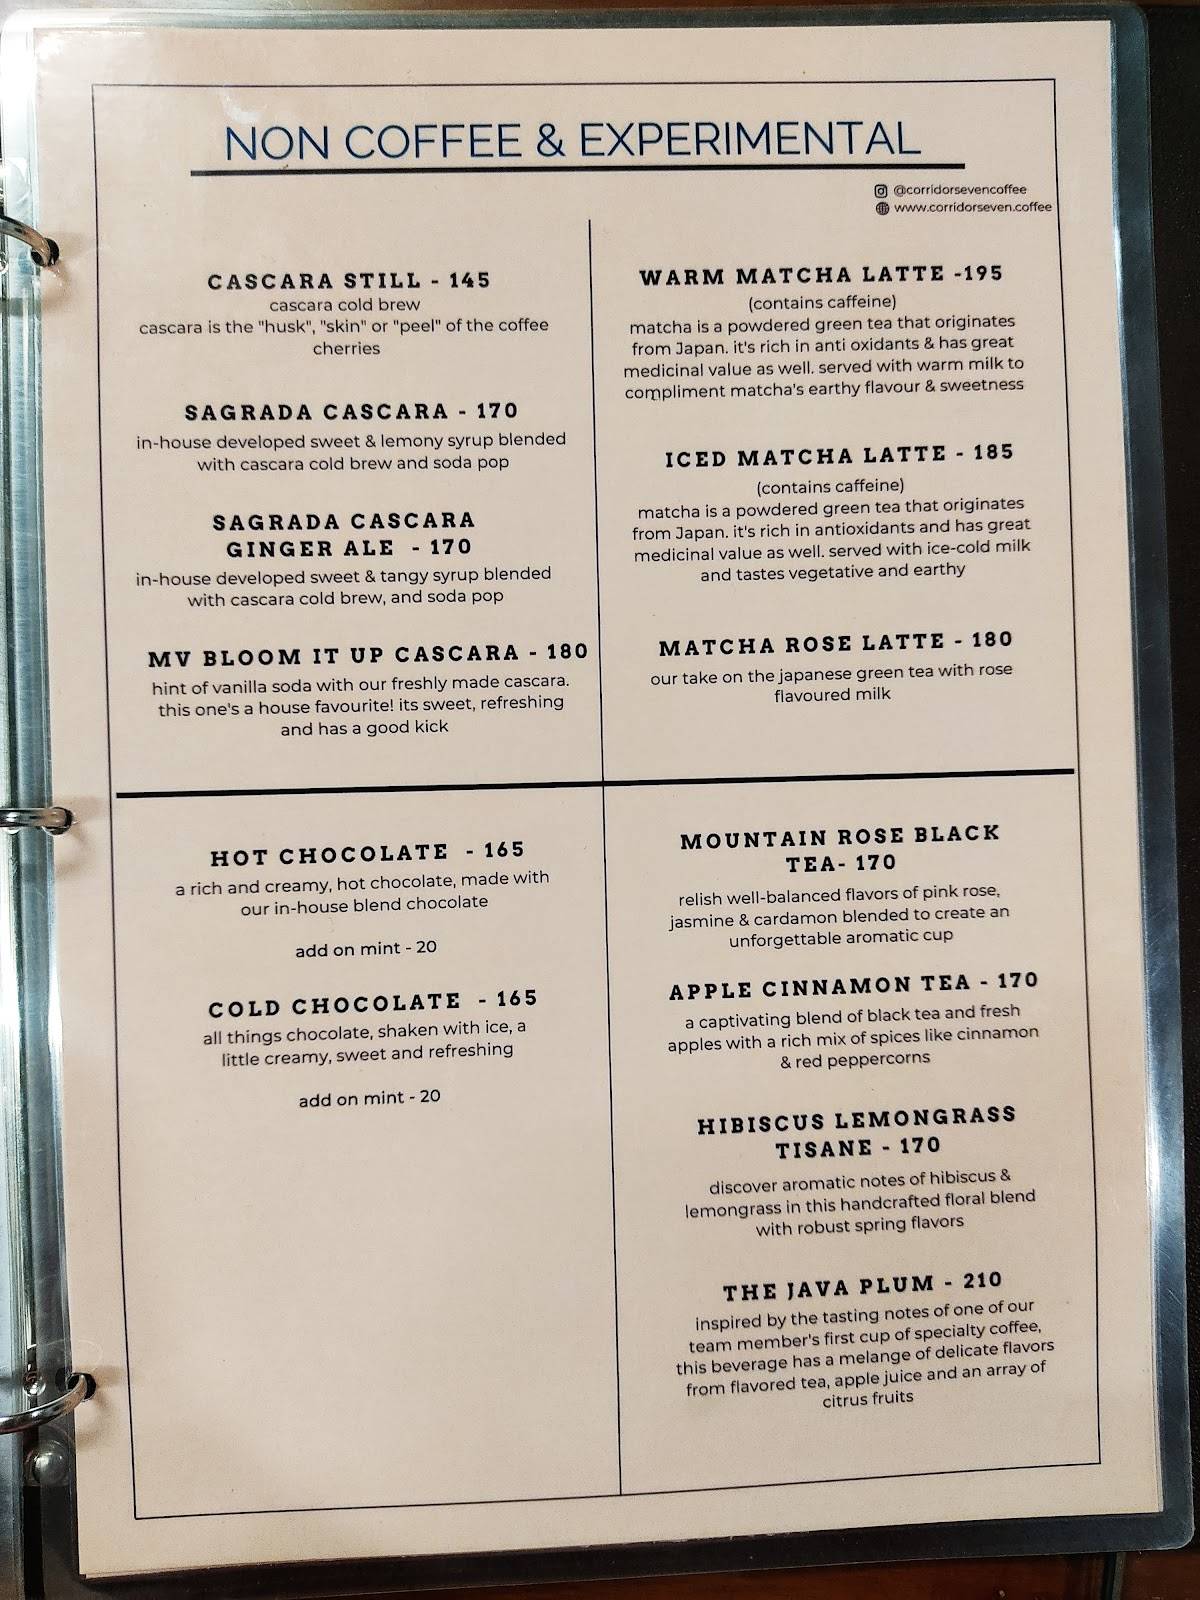 NON COFFEE & EXPERIMENTAL
@corridorsevencoffee
www.corridorseven.coffee
CASCARA STILL - 145
cascara cold brew
cascara is the "husk", "skin" or "peel" of the coffee
cherries
SAGRADA CASCARA - 170
in-house developed sweet & lemony syrup blended
with cascara cold brew and soda pop
SAGRADA CASCARA
GINGER ALE - 170
in-house developed sweet & tangy syrup blended
with cascara cold brew, and soda pop
MV BLOOM IT UP CASCARA - 180
hint of vanilla soda with our freshly made cascara.
this one's a house favourite! its sweet, refreshing
and has a good kick
WARM MATCHA LATTE -195
(contains caffeine)
matcha is a powdered green tea that originates
from Japan. it's rich in anti oxidants & has great
medicinal value as well. served with warm milk to
compliment matcha's earthy flavour & sweetness
ICED MATCHA LATTE - 185
(contains caffeine)
matcha is a powdered green tea that originates
from Japan. it's rich in antioxidants and has great
medicinal value as well. served with ice-cold milk
and tastes vegetative and earthy
MATCHA ROSE LATTE - 180
our take on the japanese green tea with rose
flavoured milk
HOT CHOCOLATE - 165
a rich and creamy, hot chocolate, made with
our in-house blend chocolate
add on mint - 20
COLD CHOCOLATE - 165
all things chocolate, shaken with ice, a
little creamy, sweet and refreshing
add on mint - 20
MOUNTAIN ROSE BLACK
TEA- 170
relish well-balanced flavors of pink rose,
jasmine & cardamon blended to create an
unforgettable aromatic cup
APPLE CINNAMON TEA - 170
a captivating blend of black tea and fresh
apples with a rich mix of spices like cinnamon
& red peppercorns
HIBISCUS LEMONGRASS
TISANE - 170
discover aromatic notes of hibiscus &
lemongrass in this handcrafted floral blend
with robust spring flavors
THE JAVA PLUM - 210
inspired by the tasting notes of one of our
team member's first cup of specialty coffee,
this beverage has a melange of delicate flavors
from flavored tea, apple juice and an array of
citrus fruits